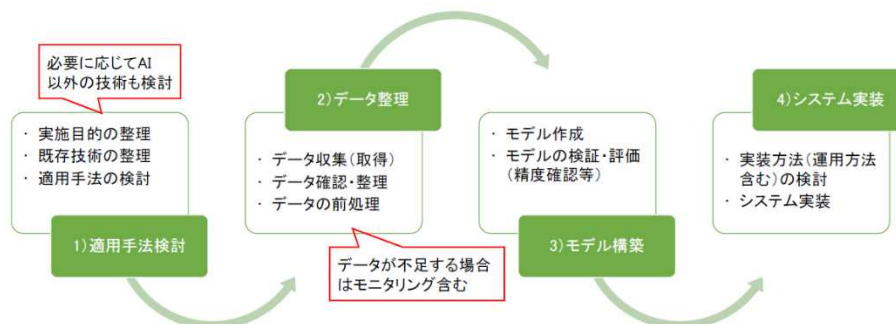 必要に応じてAI
以外の技術も検討
・ 実施目的の整理
・ 既存技術の整理
・ 適用手法の検討
1)適用手法検討
2)データ整理
・ データ収集(取得)
・ データ確認・整理
・ データの前処理
データが不足する場合
はモニタリング含む
・ モデル作成
・ モデルの検証・評価
(精度確認等)
3)モデル構築
4)システム実装
・ 実装方法(運用方法
含む)の検討
・ システム実装